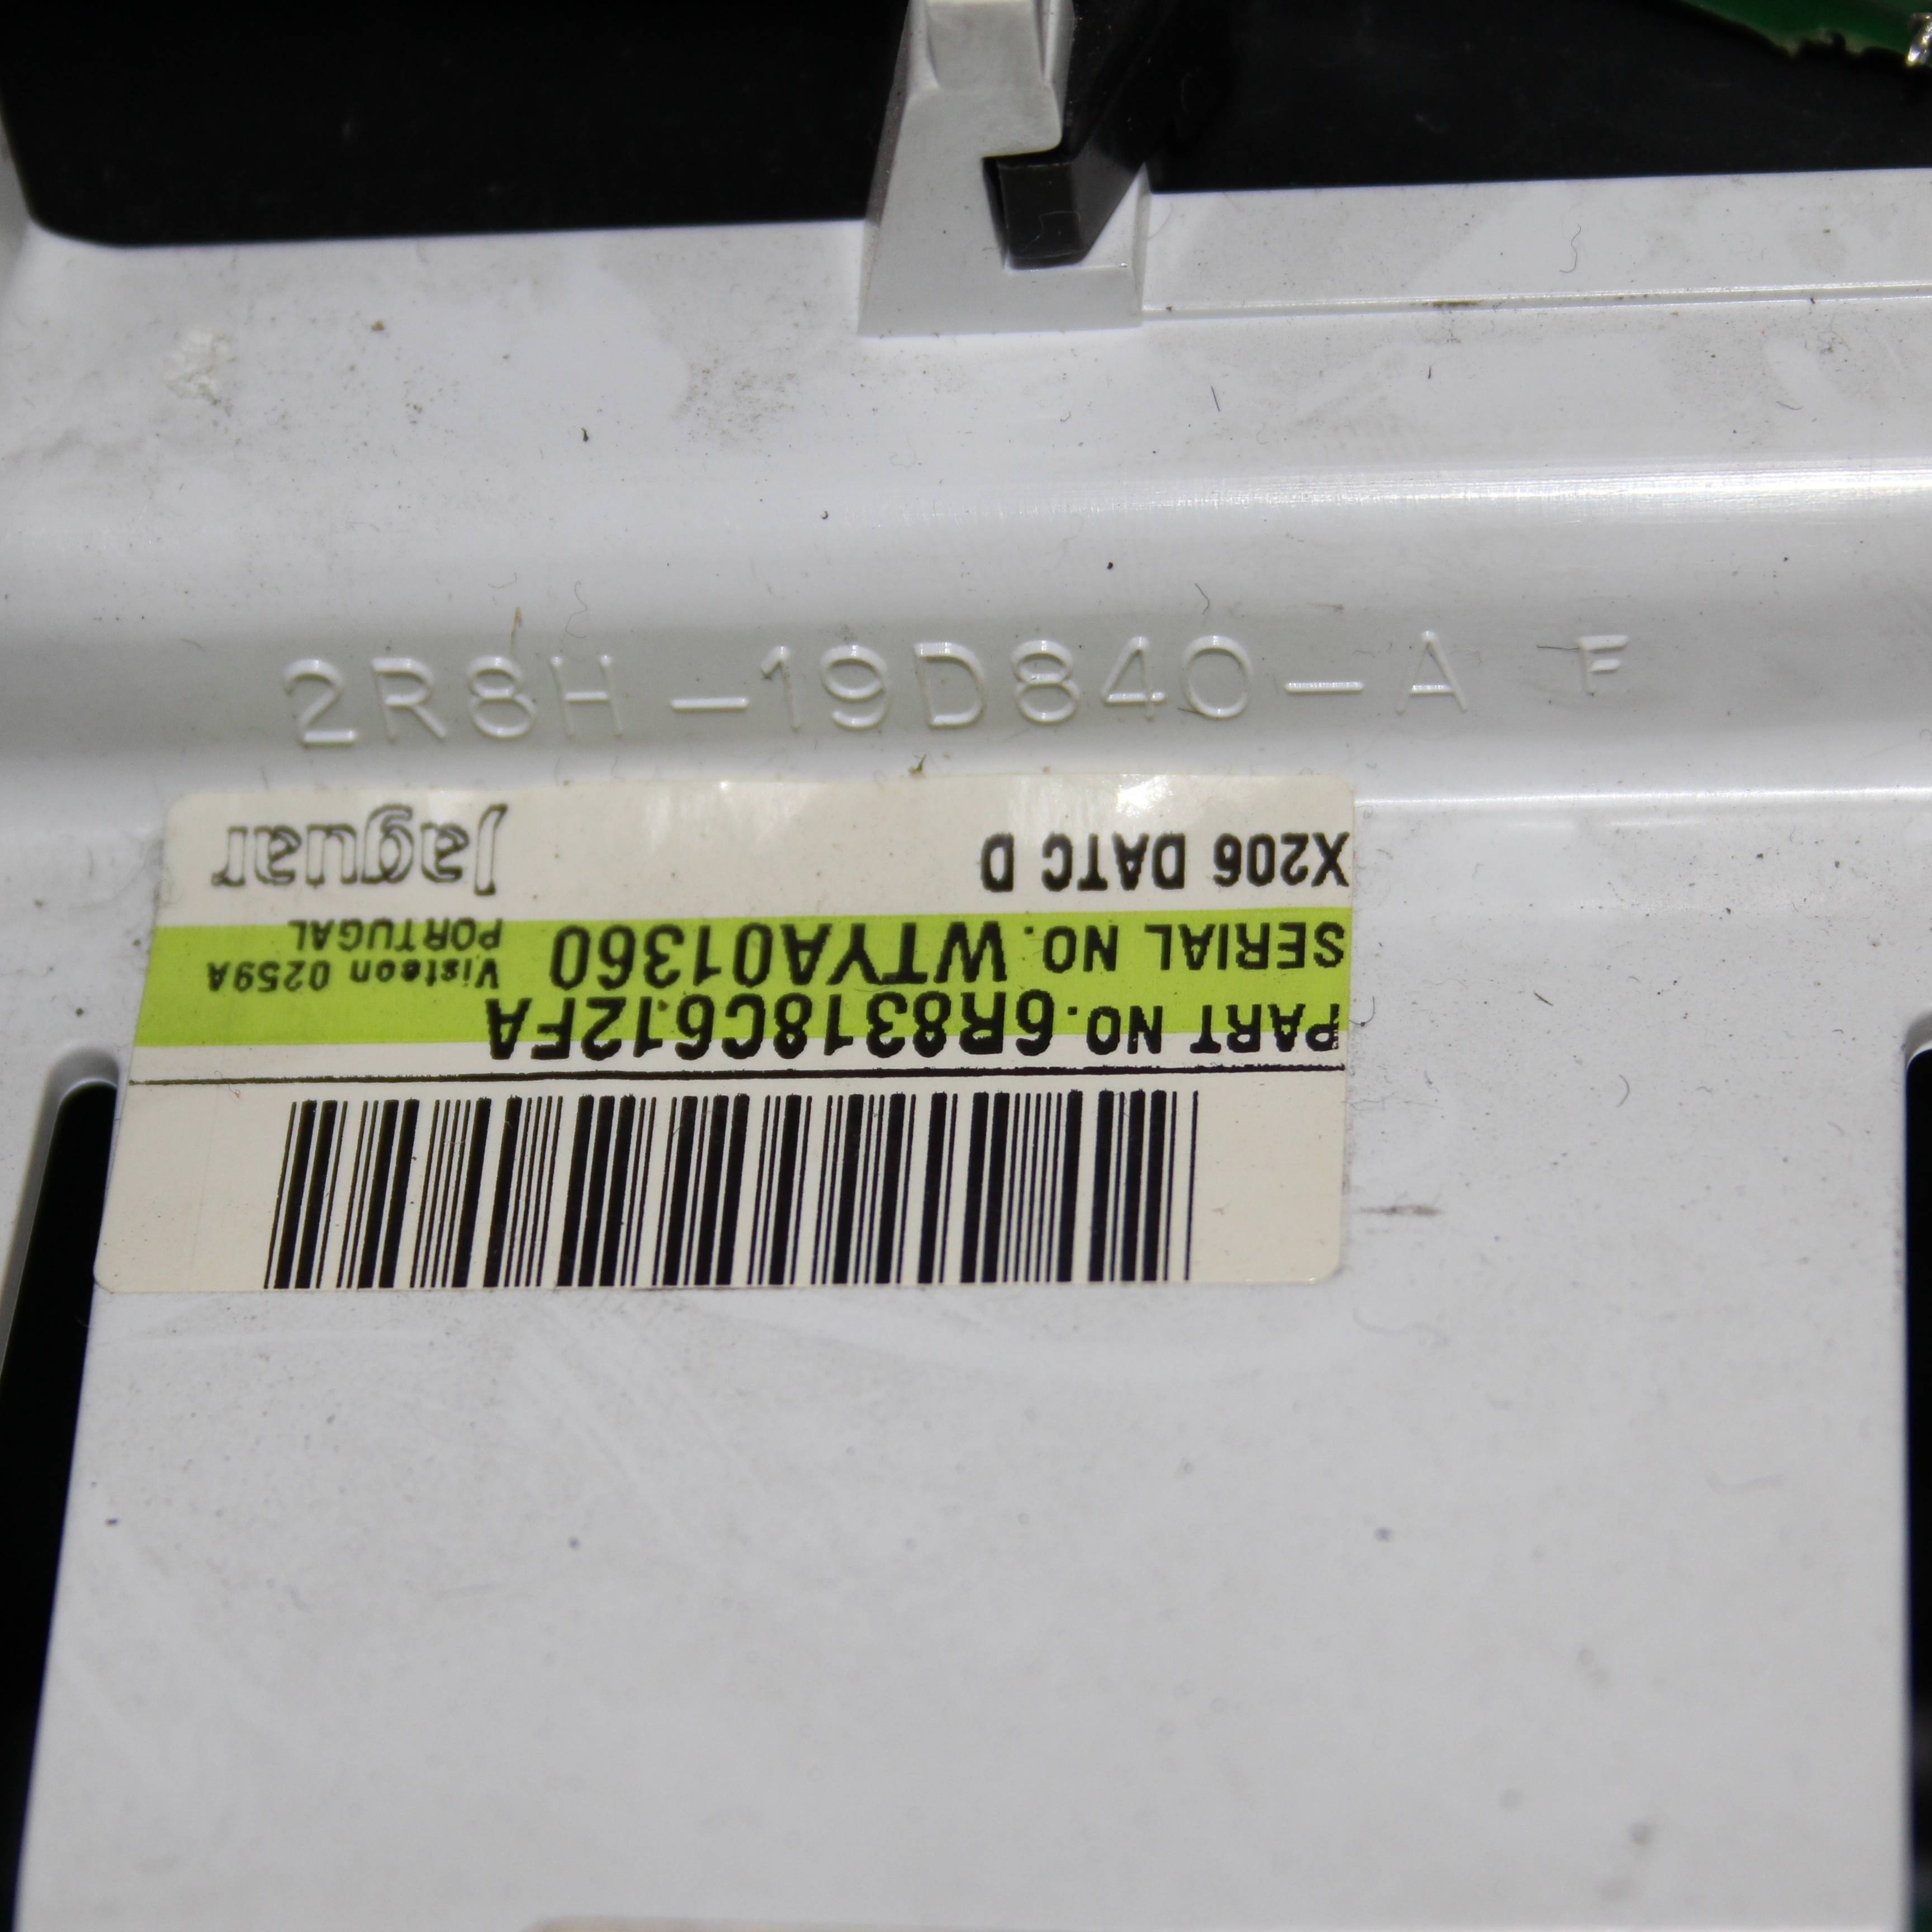 2R8H-19D840-A F
PART NO. 6R8318C612FA
SERIAL NO. WTYA01360 Visteon 0259A
PORTUGAL
X206 DATC D Jaguar